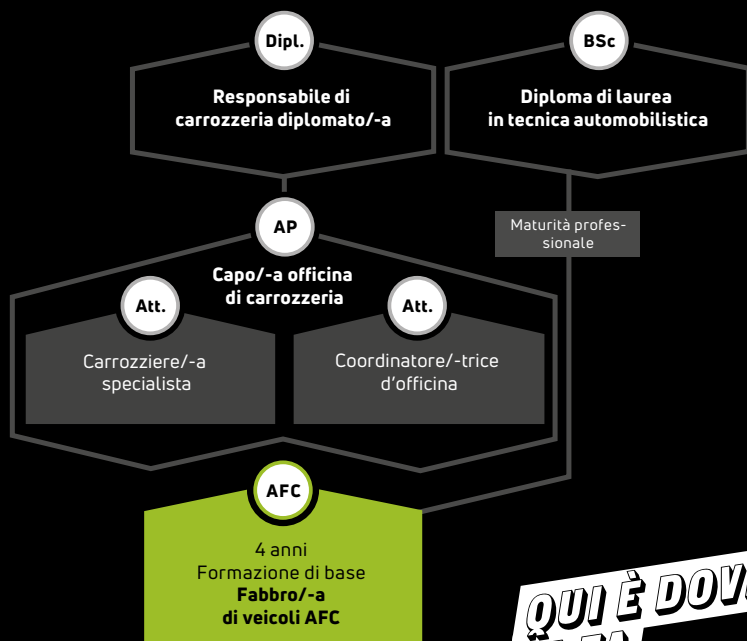 Dipl.
Responsabile di
carrozzeria diplomato/-a
BSc
Diploma di laurea
in tecnica automobilistica
Maturità profes-
sionale
AP
Capo/-a officina
di carrozzeria
Att.
Carrozziere/-a
specialista
Att.
Coordinatore/-trice
d'officina
AFC
4 anni
Formazione di base
Fabbro/-a
di veicoli AFC
QUI È